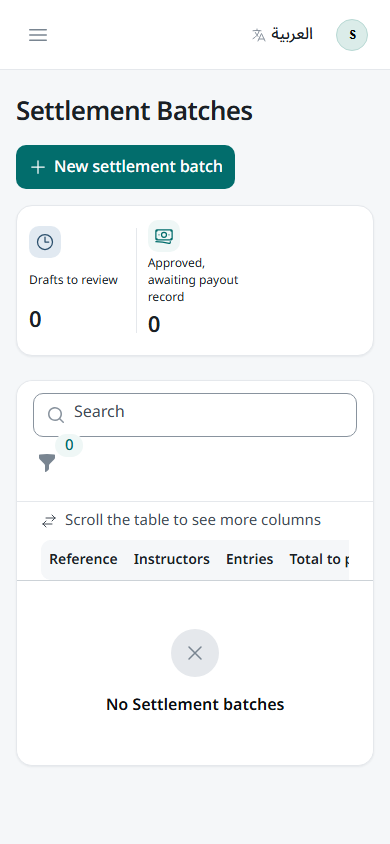 العربية
S
Settlement Batches
New settlement batch
Drafts to review
0
Approved,
awaiting payout
record
0
Search
0
Scroll the table to see more columns
Reference Instructors Entries Total to p
No Settlement batches